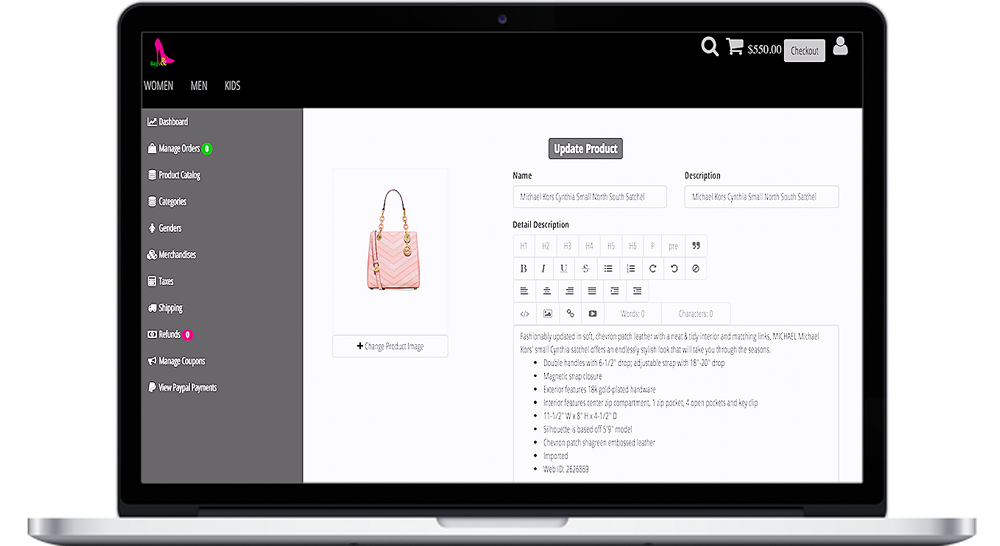 $550.00 Checkout
WOMEN MEN KIDS
Dashboard
Manage Orders 0
Product Catalog
Categories
Genders
Merchandises
Taxes
Shipping
Refunds 0
Manage Coupons
View Paypal Payments
+ Change Product Image
Update Product
Name Description
Michael Kors Cynthia Small North South Satchel Michael Kors Cynthia Small North South Satchel
Detail Description
H1 H2 H3 H4 H5 H6 P pre
B I U S
Words: 0 Characters: 0
Fashionably updated in soft, chevron patch leather with a neat & tidy interior and matching links, MICHAEL Michael
Kors' small Cynthia satchel offers an endlessly stylish look that will take you through the seasons.
• Double handles with 6-1/2" drop; adjustable strap with 18"-20" drop
• Magnetic snap closure
• Exterior features 18k gold-plated hardware
• Interior features center zip compartment, 1 zip pocket, 4 open pockets and key clip
• 11-1/2" W x 8" H x 4-1/2" D
• Silhouette is based off 5'9" model
• Chevron patch shagreen embossed leather
• Imported
• Web ID: 2626869